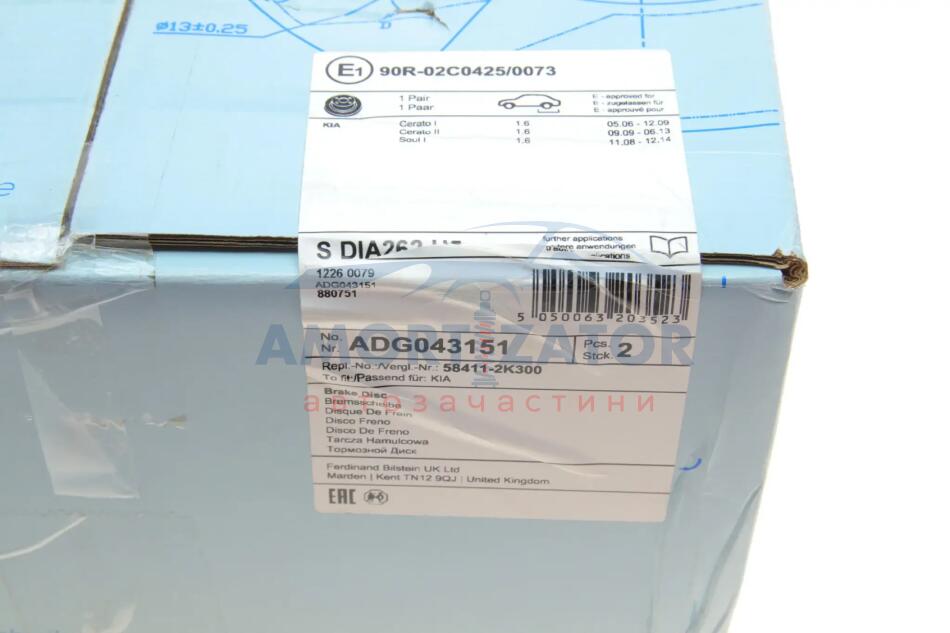 ø13±0.25
D
E1 90R-02C0425/0073
1 Pair
1 Paar
E - approved for
E - zugelassen für
E - approuvé pour
KIA
Cerato I 1.6 05.06 - 12.09
Cerato II 1.6 09.09 - 06.13
Soul I 1.6 11.08 - 12.14
S DIA262
further applications
weitere anwendungen
1226 0079
ADG043151
880751
5 050063 203523
AMORTIZATOR
No.
Nr. ADG043151
Pcs.
Stck. 2
Repl.-No.:/Vergl.-Nr.: 58411-2K300
To fit:/Passend für: KIA
автозапчастини
Brake Disc
Bremsscheibe
Disque De Frein
Disco Freno
Disco De Freno
Tarcza Hamulcowa
Тормозной Диск
Ferdinand Bilstein UK Ltd
Marden | Kent TN12 9QJ | United Kingdom
EAC